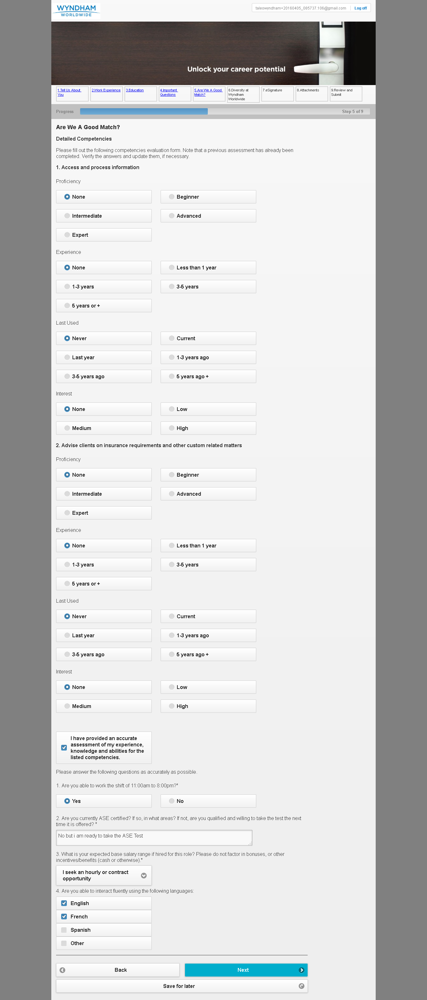 WYNDHAM
WORLDWIDE
taleowyndham+20160405_085737.106@gmail.com
Log off
Unlock your career potential
1.Tell Us About You
2.Work Experience
3.Education
4.Important Questions
5.Are We A Good Match?
6.Diversity at Wyndham Worldwide
7.eSignature
8.Attachments
9.Review and Submit
Progress
Step 5 of 9
Are We A Good Match?
Detailed Competencies
Please fill out the following competencies evaluation form. Note that a previous assessment has already been
completed. Verify the answers and update them, if necessary.
1. Access and process information
Proficiency
None
Beginner
Intermediate
Advanced
Expert
Experience
None
Less than 1 year
1-3 years
3-5 years
5 years or +
Last Used
Never
Current
Last year
1-3 years ago
3-5 years ago
5 years ago +
Interest
None
Low
Medium
High
2. Advise clients on insurance requirements and other custom related matters
Proficiency
None
Beginner
Intermediate
Advanced
Expert
Experience
None
Less than 1 year
1-3 years
3-5 years
5 years or +
Last Used
Never
Current
Last year
1-3 years ago
3-5 years ago
5 years ago +
Interest
None
Low
Medium
High
I have provided an accurate
assessment of my experience,
knowledge and abilities for the
listed competencies.
Please answer the following questions as accurately as possible.
1. Are you able to work the shift of 11:00am to 8:00pm?*
Yes
No
2. Are you currently ASE certified? If so, in what areas? If not, are you qualified and willing to take the test the next
time it is offered? *
No but i am ready to take the ASE Test
3. What is your expected base salary range if hired for this role? Please do not factor in bonuses, or other
incentives/benefits (cash or otherwise).*
I seek an hourly or contract
opportunity
4. Are you able to interact fluently using the following languages:
English
French
Spanish
Other
Back
Next
Save for later